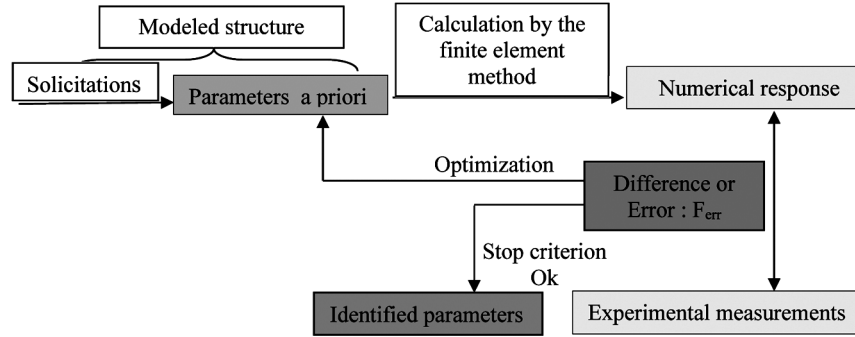 Modeled structure
Calculation by the
finite element
method
Solicitations
Parameters a priori
Numerical response
Optimization
Difference or
Error : Ferr
Stop criterion
Ok
Identified parameters
Experimental measurements